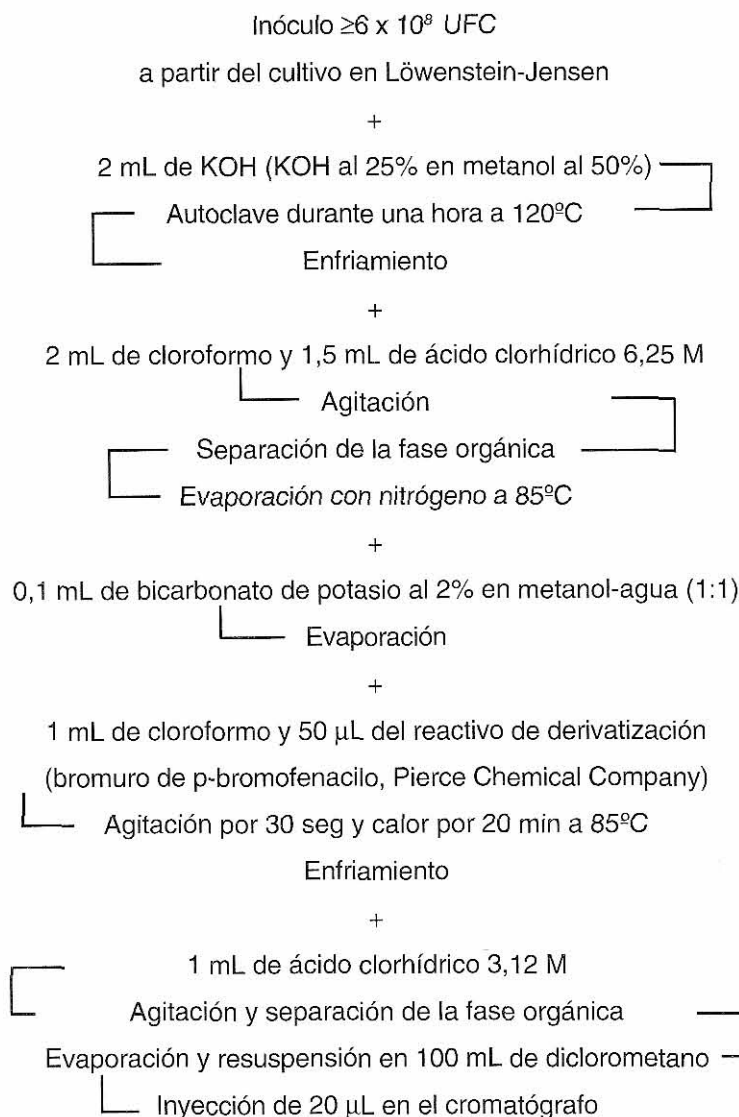 Inóculo ≥6 x 10⁸ UFC
a partir del cultivo en Löwenstein-Jensen
+
2 mL de KOH (KOH al 25% en metanol al 50%)
Autoclave durante una hora a 120ºC
Enfriamiento
+
2 mL de cloroformo y 1,5 mL de ácido clorhídrico 6,25 M
Agitación
Separación de la fase orgánica
Evaporación con nitrógeno a 85ºC
+
0,1 mL de bicarbonato de potasio al 2% en metanol-agua (1:1)
Evaporación
+
1 mL de cloroformo y 50 µL del reactivo de derivatización
(bromuro de p-bromofenacilo, Pierce Chemical Company)
Agitación por 30 seg y calor por 20 min a 85ºC
Enfriamiento
+
1 mL de ácido clorhídrico 3,12 M
Agitación y separación de la fase orgánica
Evaporación y resuspensión en 100 mL de diclorometano
Inyección de 20 µL en el cromatógrafo